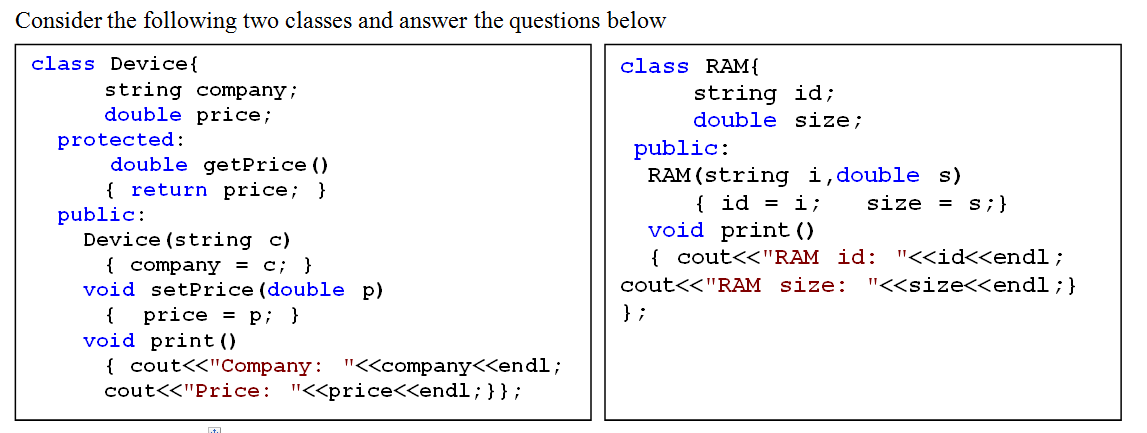 Consider the following two classes and answer the questions below
class Device{
string company;
double price;
protected:
double getPrice()
{ return price; }
public:
Device(string c)
{ company = c; }
void setPrice(double p)
{ price = p; }
void print()
{ cout<<"Company: "<<company<<endl;
cout<<"Price: "<<price<<endl;}};
class RAM{
string id;
double size;
public:
RAM(string i,double s)
{ id = i; size = s;}
void print()
{ cout<<"RAM id: "<<id<<endl;
cout<<"RAM size: "<<size<<endl;}
};